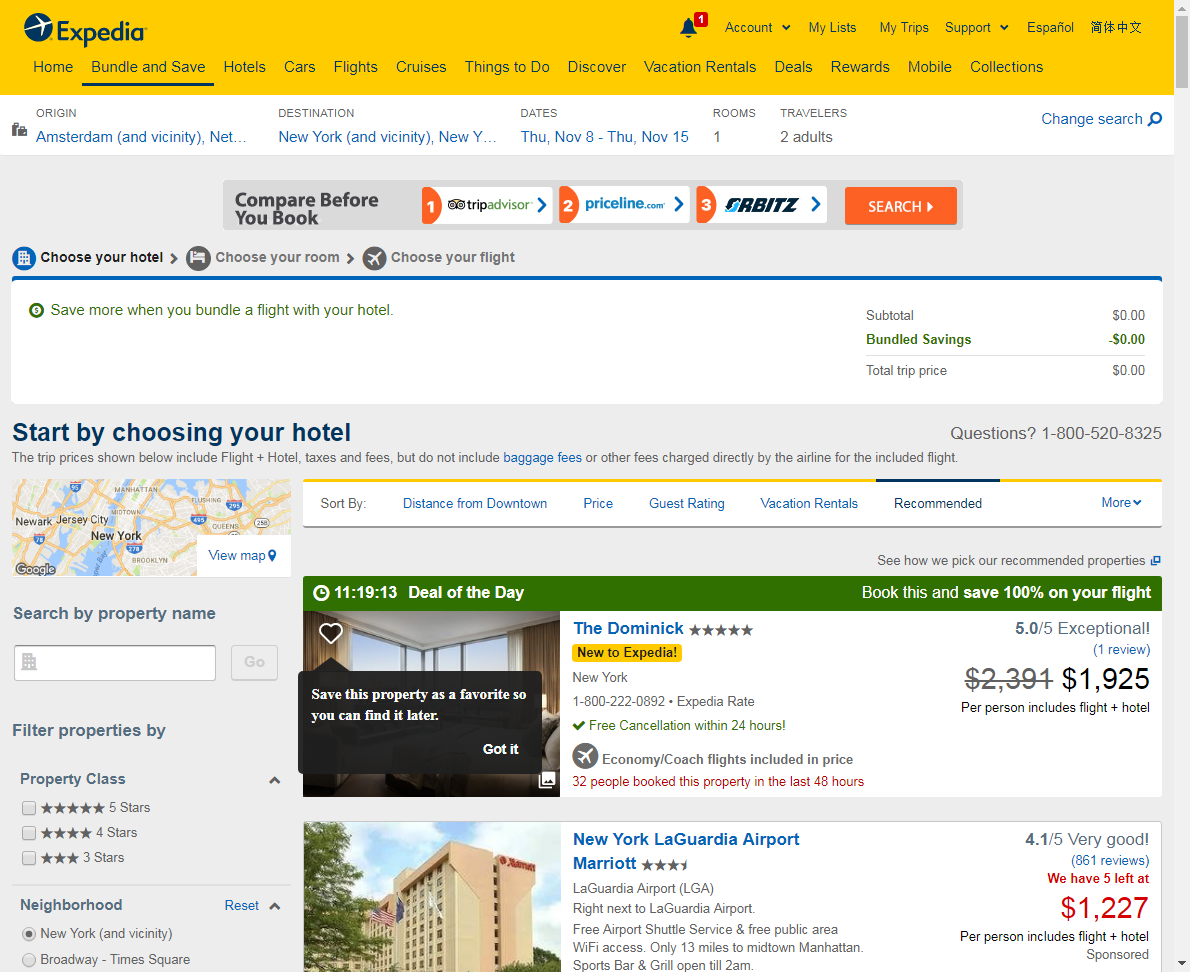 Expedia
1
Account
My Lists
My Trips
Support
Español
简体中文
Home
Bundle and Save
Hotels
Cars
Flights
Cruises
Things to Do
Discover
Vacation Rentals
Deals
Rewards
Mobile
Collections
ORIGIN
Amsterdam (and vicinity), Net...
DESTINATION
New York (and vicinity), New Y...
DATES
Thu, Nov 8 - Thu, Nov 15
ROOMS
1
TRAVELERS
2 adults
Change search
Compare Before
You Book
1 tripadvisor
2 priceline.com
3 ORBITZ
SEARCH
Choose your hotel
Choose your room
Choose your flight
Save more when you bundle a flight with your hotel.
Subtotal $0.00
Bundled Savings -$0.00
Total trip price $0.00
Start by choosing your hotel
Questions? 1-800-520-8325
The trip prices shown below include Flight + Hotel, taxes and fees, but do not include baggage fees or other fees charged directly by the airline for the included flight.
MANHATTAN
95
FLUSHING
MIDTOWN
295
Newark
Jersey City
495
QUEENS
25B
New York
78
278
BROOKLYN
Google
View map
Search by property name
Go
Filter properties by
Property Class
5 Stars
4 Stars
3 Stars
Neighborhood
Reset
New York (and vicinity)
Broadway - Times Square
Sort By:
Distance from Downtown
Price
Guest Rating
Vacation Rentals
Recommended
More
See how we pick our recommended properties
11:19:13 Deal of the Day
Book this and save 100% on your flight
Save this property as a favorite so
you can find it later.
Got it
The Dominick
New to Expedia!
New York
1-800-222-0892 • Expedia Rate
Free Cancellation within 24 hours!
Economy/Coach flights included in price
32 people booked this property in the last 48 hours
5.0/5 Exceptional!
(1 review)
$2,391 $1,925
Per person includes flight + hotel
Marriott
New York LaGuardia Airport
Marriott
LaGuardia Airport (LGA)
Right next to LaGuardia Airport.
Free Airport Shuttle Service & free public area
WiFi access. Only 13 miles to midtown Manhattan.
Sports Bar & Grill open till 2am.
4.1/5 Very good!
(861 reviews)
We have 5 left at
$1,227
Per person includes flight + hotel
Sponsored